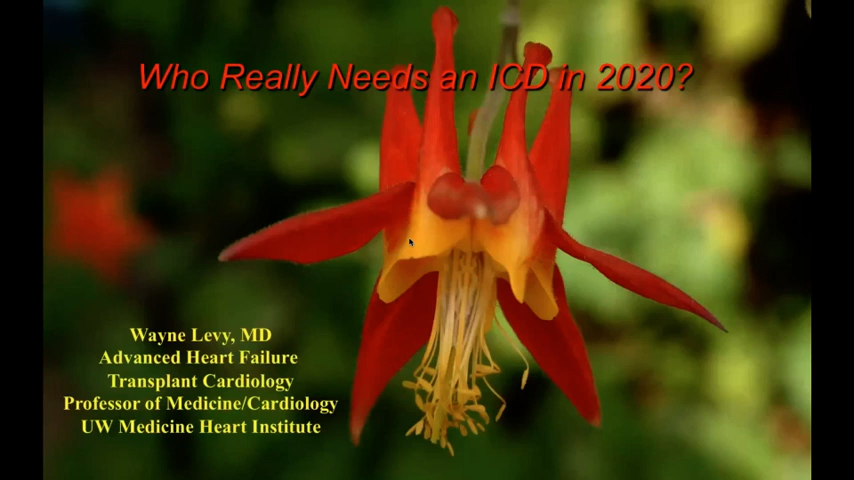 Who Really Needs an ICD in 2020?
Wayne Levy, MD
Advanced Heart Failure
Transplant Cardiology
Professor of Medicine/Cardiology
UW Medicine Heart Institute